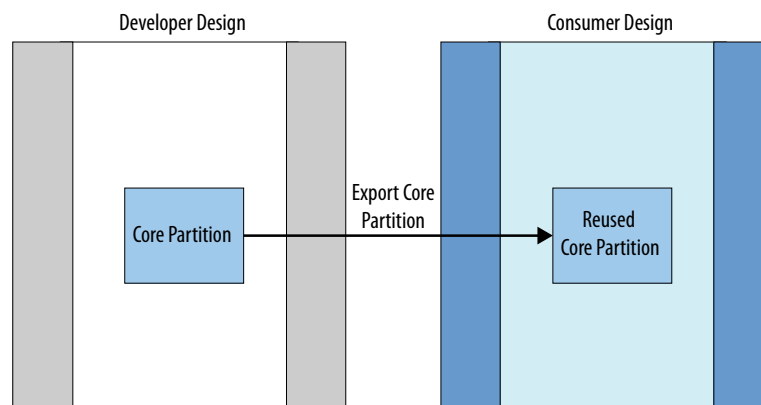 Developer Design
Consumer Design
Core Partition
Export Core
Partition
Reused
Core Partition